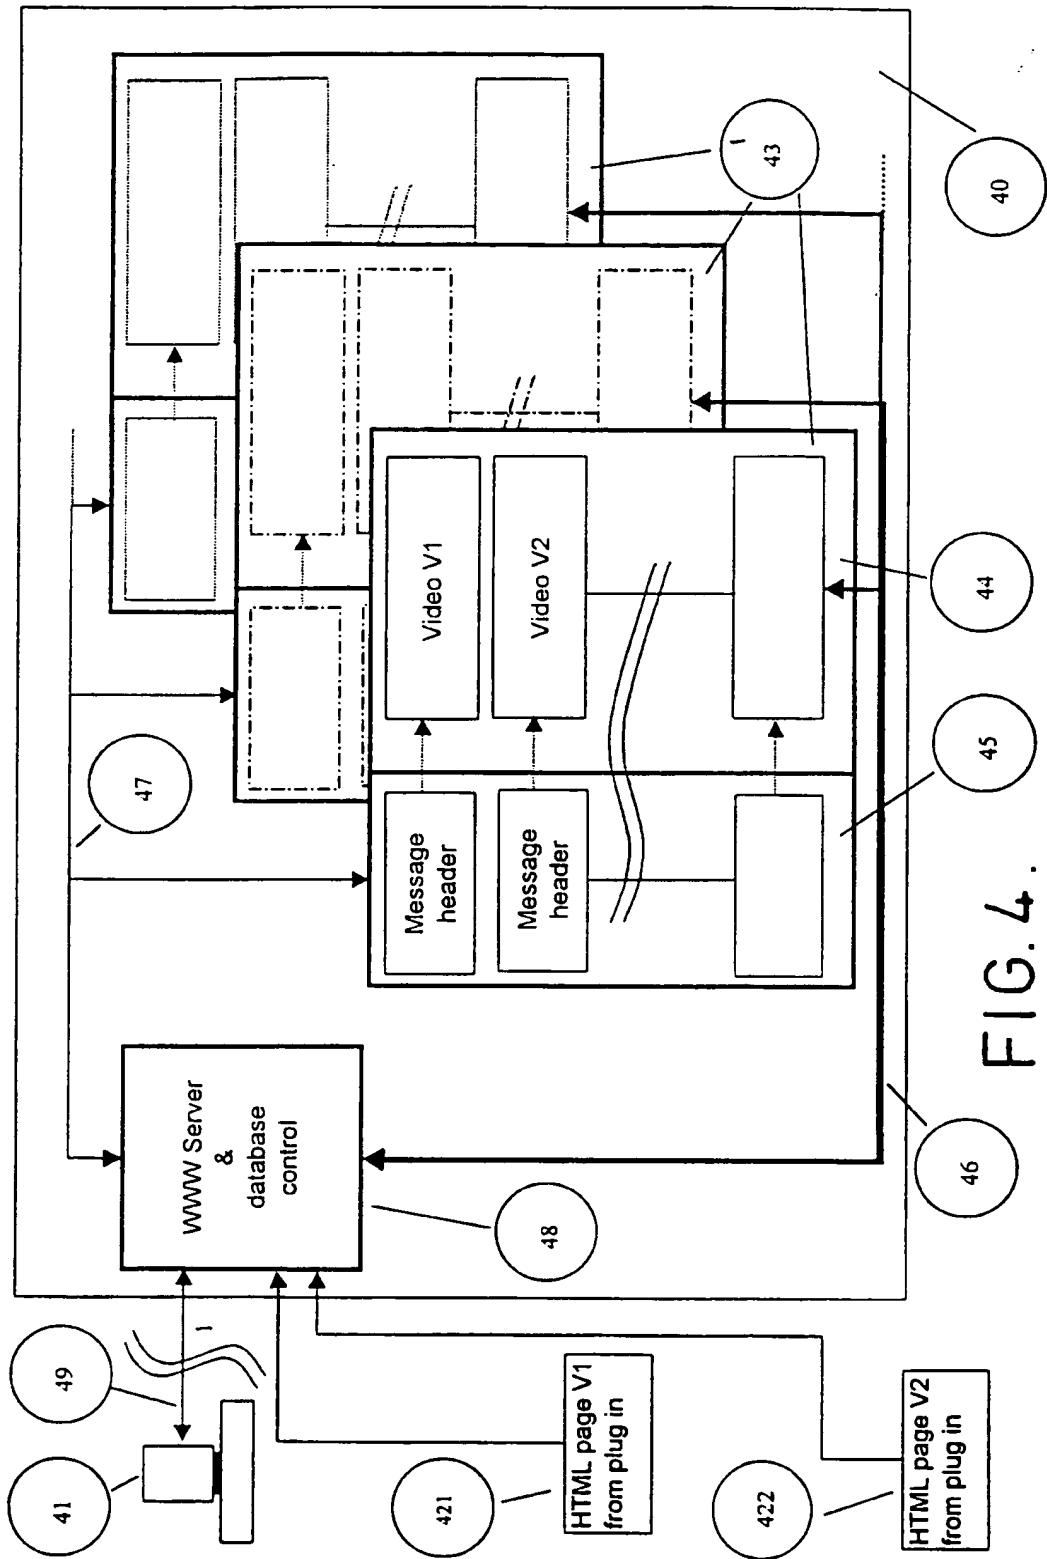 41
49
47
43
40
WWW Server
&
database
control
48
Message
header
Video V1
Message
header
Video V2
421
HTML page V1
from plug in
422
HTML page V2
from plug in
46
45
44
FIG. 4.